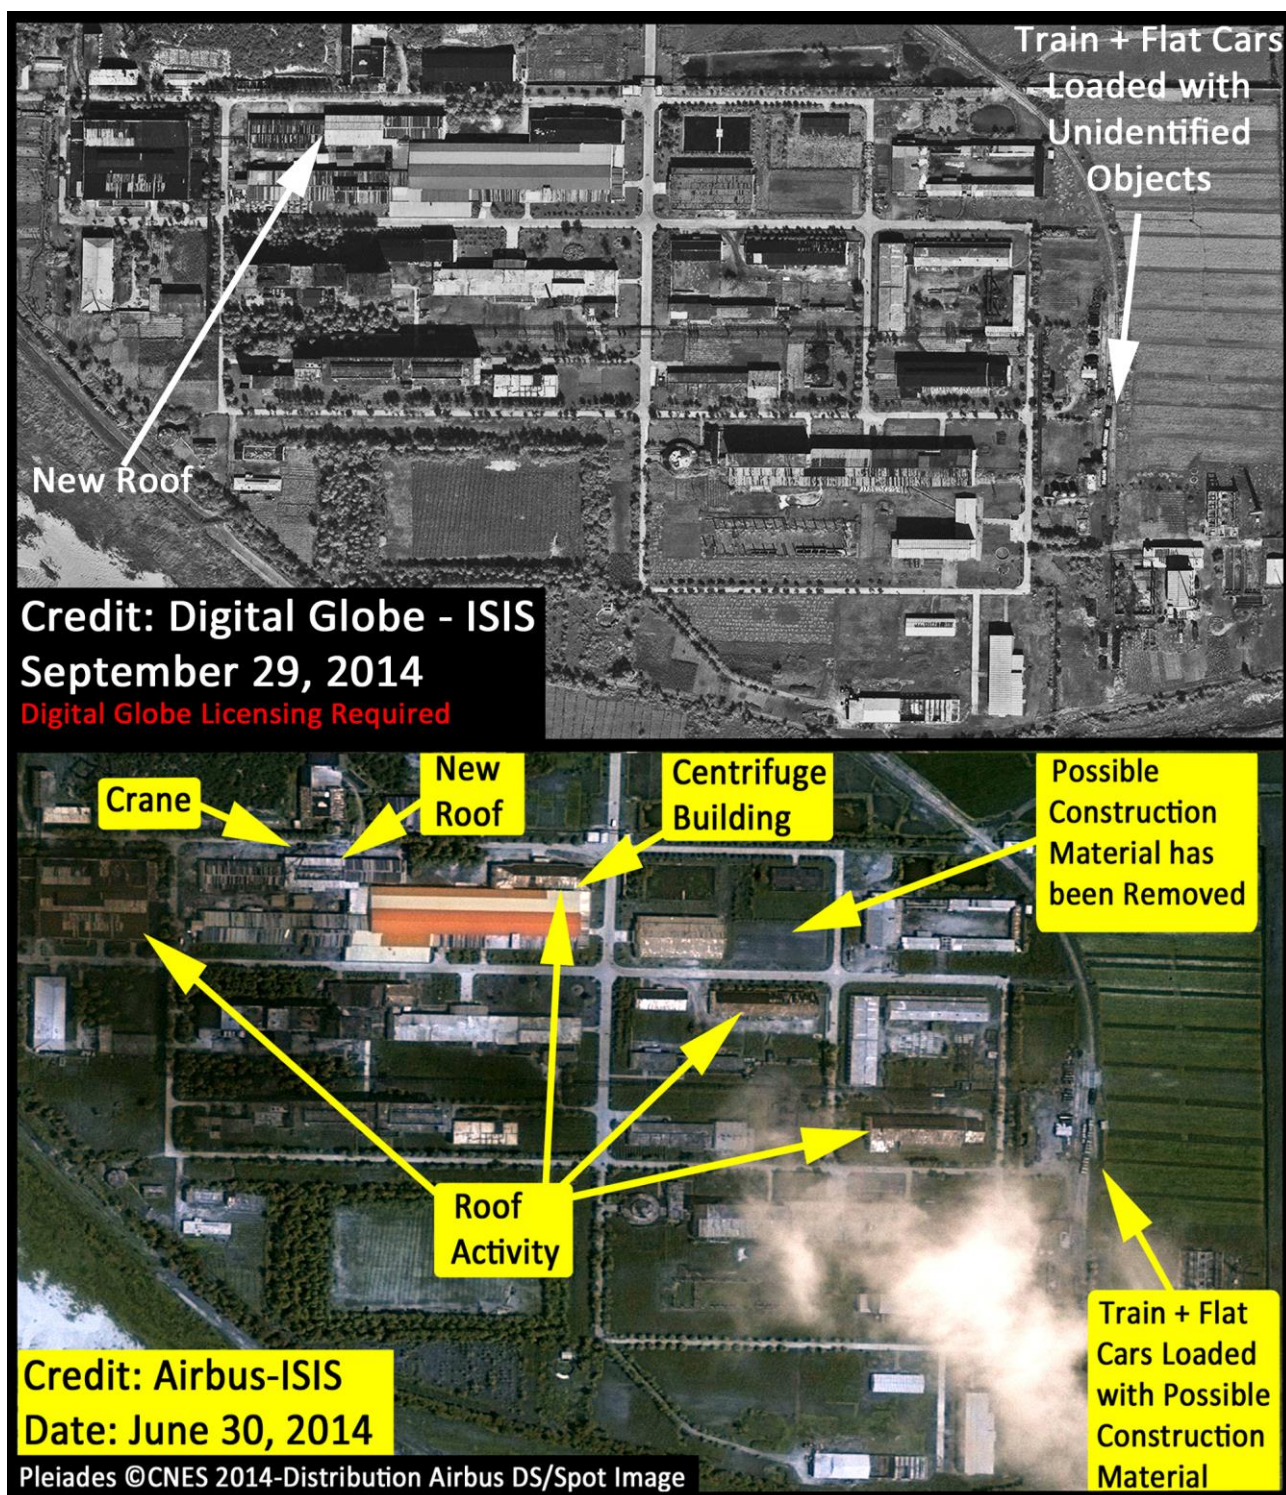 Train + Flat Cars
Loaded with
Unidentified
Objects
New Roof
Credit: Digital Globe - ISIS
September 29, 2014
Digital Globe Licensing Required
Crane
New
Roof
Centrifuge
Building
Possible
Construction
Material has
been Removed
Roof
Activity
Train + Flat
Cars Loaded
with Possible
Construction
Material
Credit: Airbus-ISIS
Date: June 30, 2014
Pleiades ©CNES 2014-Distribution Airbus DS/Spot Image